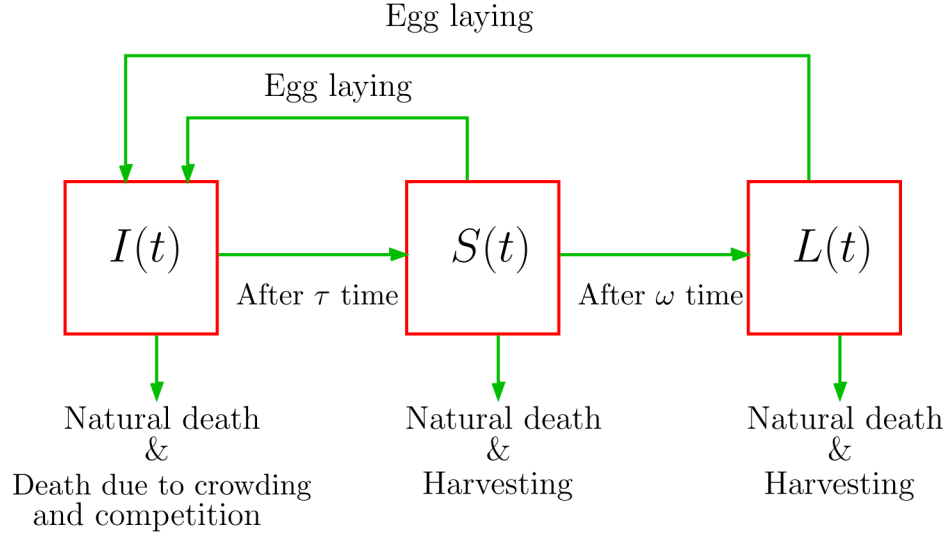 Egg laying
Egg laying
I(t)
S(t)
L(t)
After τ time
After ω time
Natural death
&
Death due to crowding
and competition
Natural death
&
Harvesting
Natural death
&
Harvesting